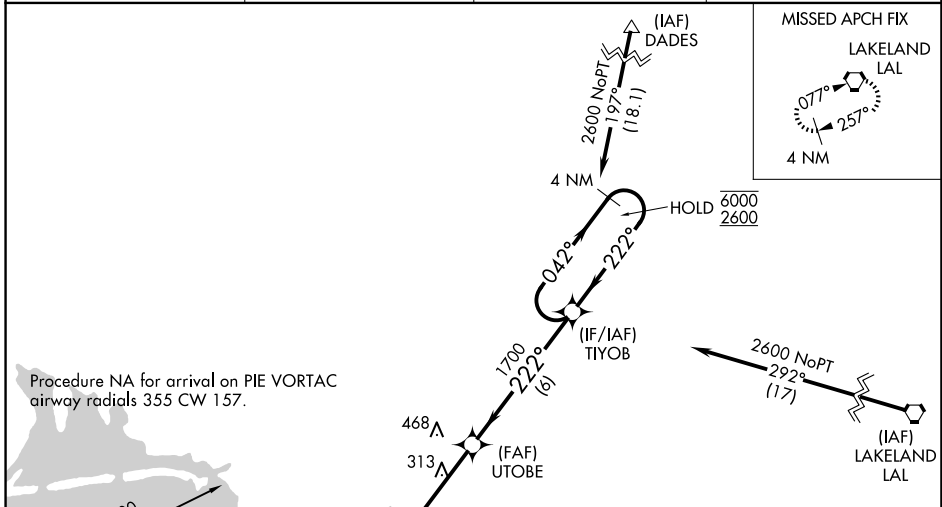 (IAF)
DADES
2600 NoPT
197°
(18.1)
MISSED APCH FIX
LAKELAND
LAL
077°
257°
4 NM
4 NM
HOLD
6000
2600
042°
222°
(IF/IAF)
TIYOB
1700
222°
(6)
2600 NoPT
292°
(17)
(IAF)
LAKELAND
LAL
Procedure NA for arrival on PIE VORTAC
airway radials 355 CW 157.
468
313
(FAF)
UTOBE